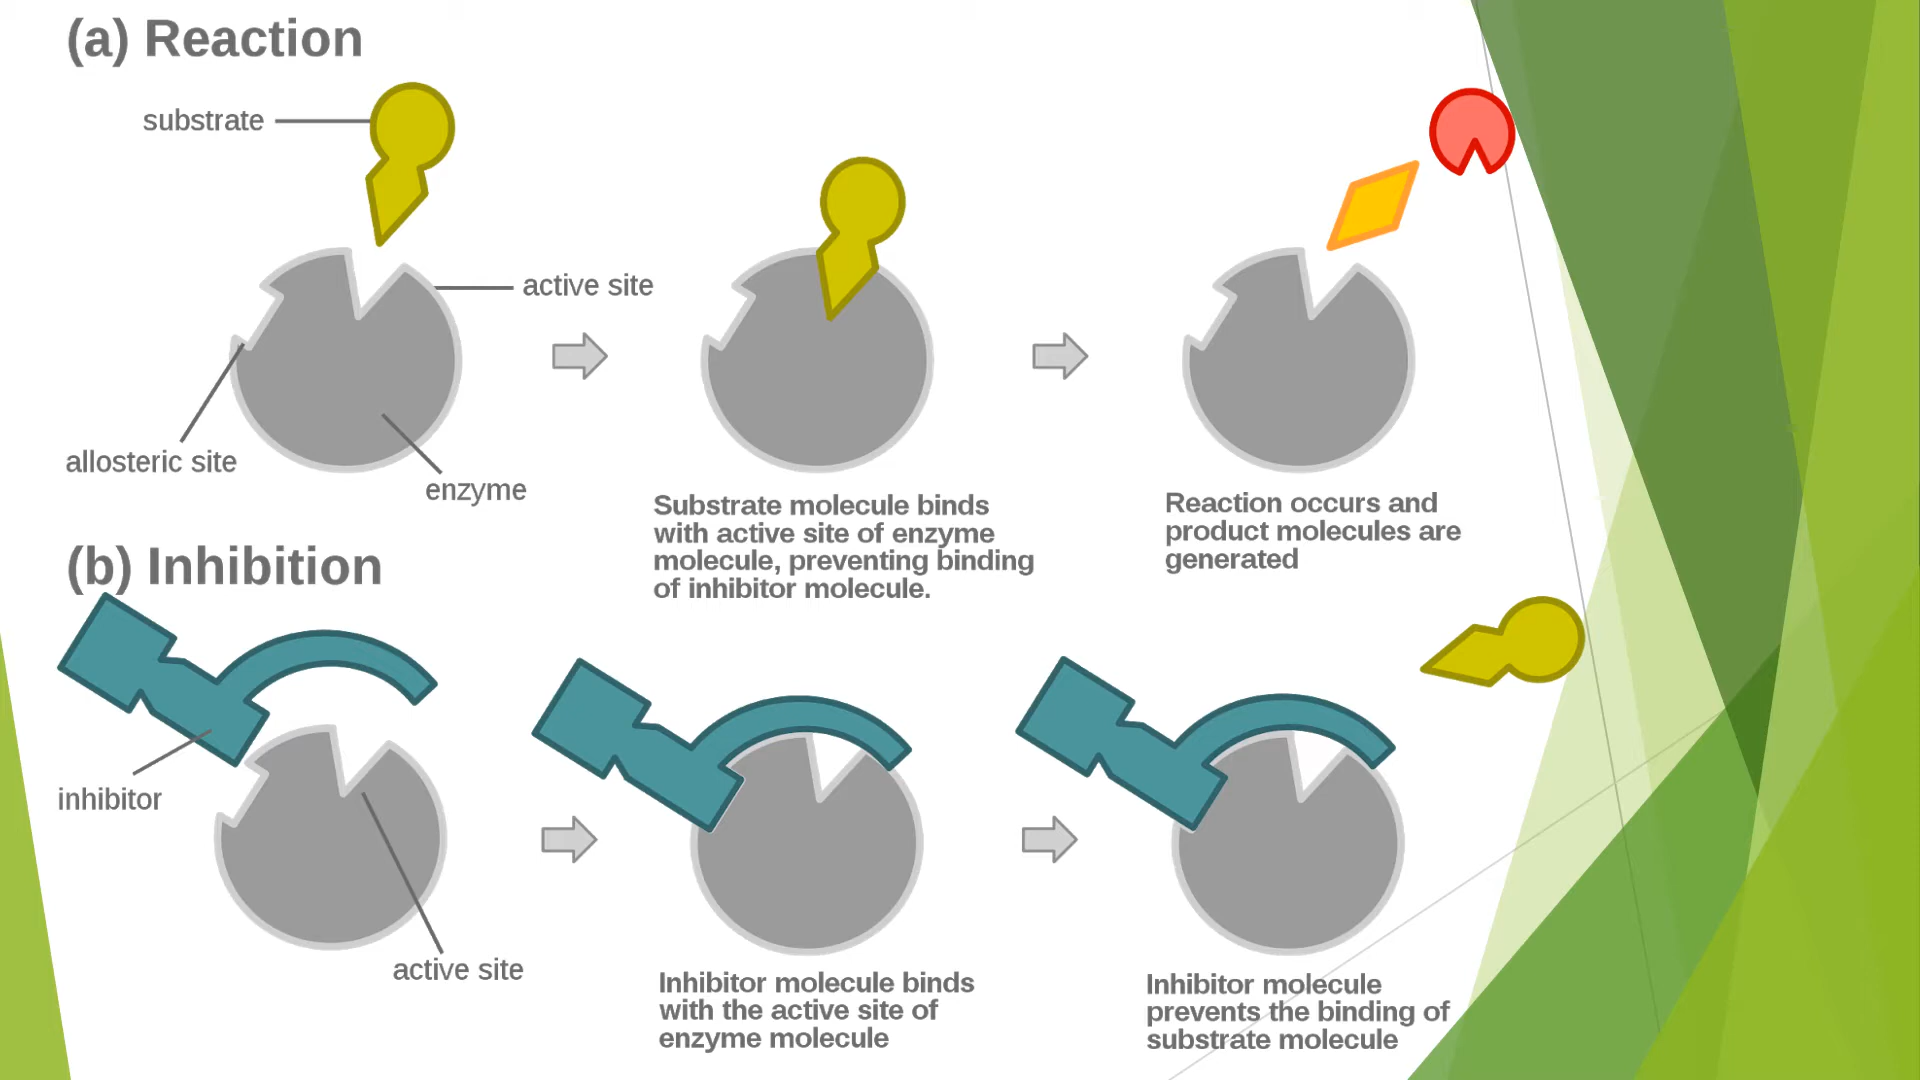 (a) Reaction
substrate
active site
allosteric site
enzyme
Substrate molecule binds
with active site of enzyme
molecule, preventing binding
of inhibitor molecule.
Reaction occurs and
product molecules are
generated
(b) Inhibition
inhibitor
active site
Inhibitor molecule binds
with the active site of
enzyme molecule
Inhibitor molecule
prevents the binding of
substrate molecule